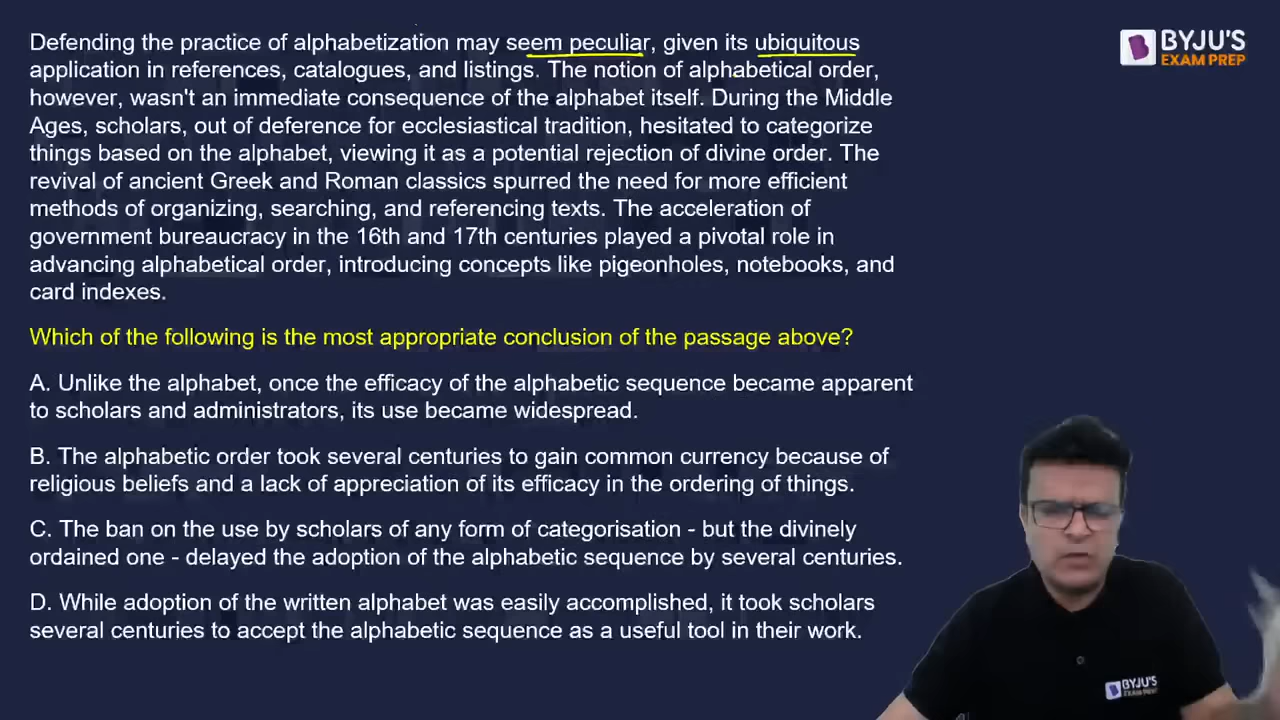 Defending the practice of alphabetization may seem peculiar, given its ubiquitous
application in references, catalogues, and listings. The notion of alphabetical order,
however, wasn't an immediate consequence of the alphabet itself. During the Middle
Ages, scholars, out of deference for ecclesiastical tradition, hesitated to categorize
things based on the alphabet, viewing it as a potential rejection of divine order. The
revival of ancient Greek and Roman classics spurred the need for more efficient
methods of organizing, searching, and referencing texts. The acceleration of
government bureaucracy in the 16th and 17th centuries played a pivotal role in
advancing alphabetical order, introducing concepts like pigeonholes, notebooks, and
card indexes.
Which of the following is the most appropriate conclusion of the passage above?
A. Unlike the alphabet, once the efficacy of the alphabetic sequence became apparent
to scholars and administrators, its use became widespread.
B. The alphabetic order took several centuries to gain common currency because of
religious beliefs and a lack of appreciation of its efficacy in the ordering of things.
C. The ban on the use by scholars of any form of categorisation - but the divinely
ordained one - delayed the adoption of the alphabetic sequence by several centuries.
D. While adoption of the written alphabet was easily accomplished, it took scholars
several centuries to accept the alphabetic sequence as a useful tool in their work.
BYJU'S
EXAM PREP
BYJU'S
EXAM PREP